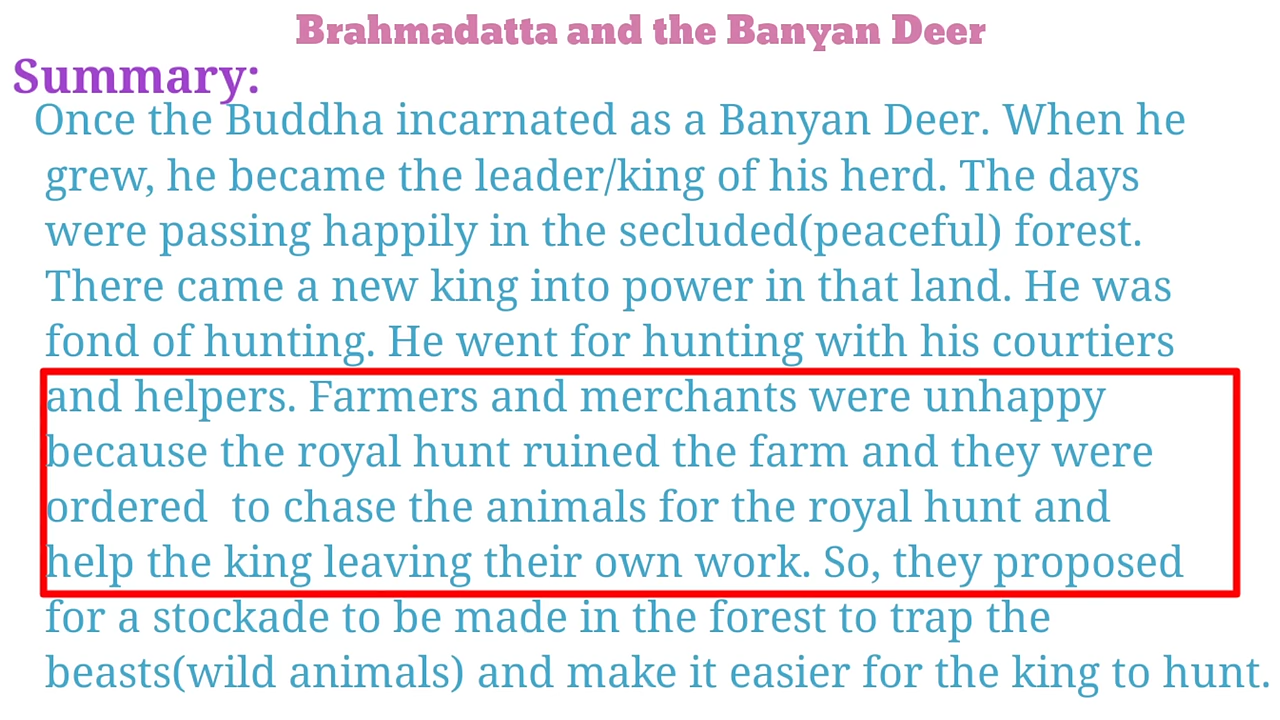 Brahmadatta and the Banyan Deer
Summary:
Once the Buddha incarnated as a Banyan Deer. When he
grew, he became the leader/king of his herd. The days
were passing happily in the secluded(peaceful) forest.
There came a new king into power in that land. He was
fond of hunting. He went for hunting with his courtiers
and helpers. Farmers and merchants were unhappy
because the royal hunt ruined the farm and they were
ordered  to chase the animals for the royal hunt and
help the king leaving their own work. So, they proposed
for a stockade to be made in the forest to trap the
beasts(wild animals) and make it easier for the king to hunt.